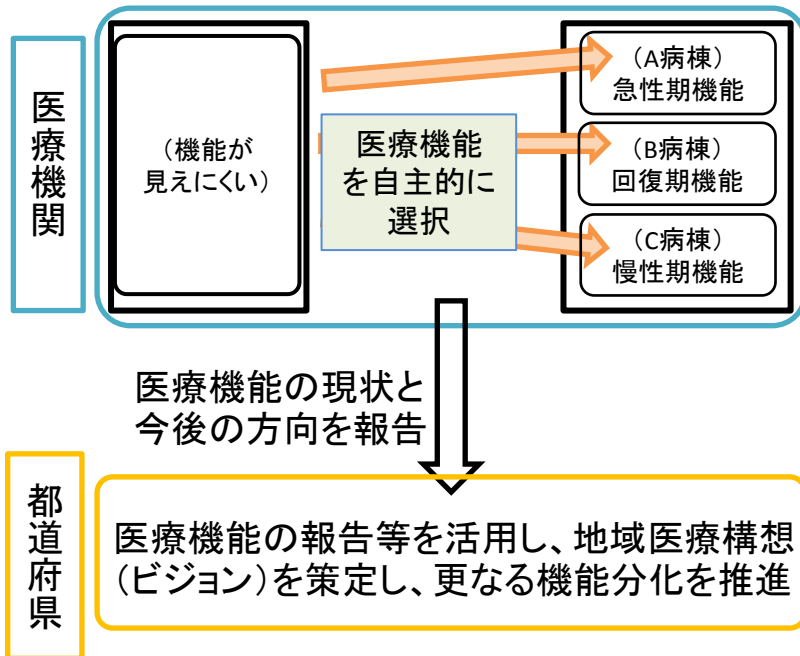 医療機関
（機能が
見えにくい）
医療機能
を自主的に
選択
（A病棟）
急性期機能
（B病棟）
回復期機能
（C病棟）
慢性期機能
医療機能の現状と
今後の方向を報告
都道府県
医療機能の報告等を活用し、地域医療構想
（ビジョン）を策定し、更なる機能分化を推進